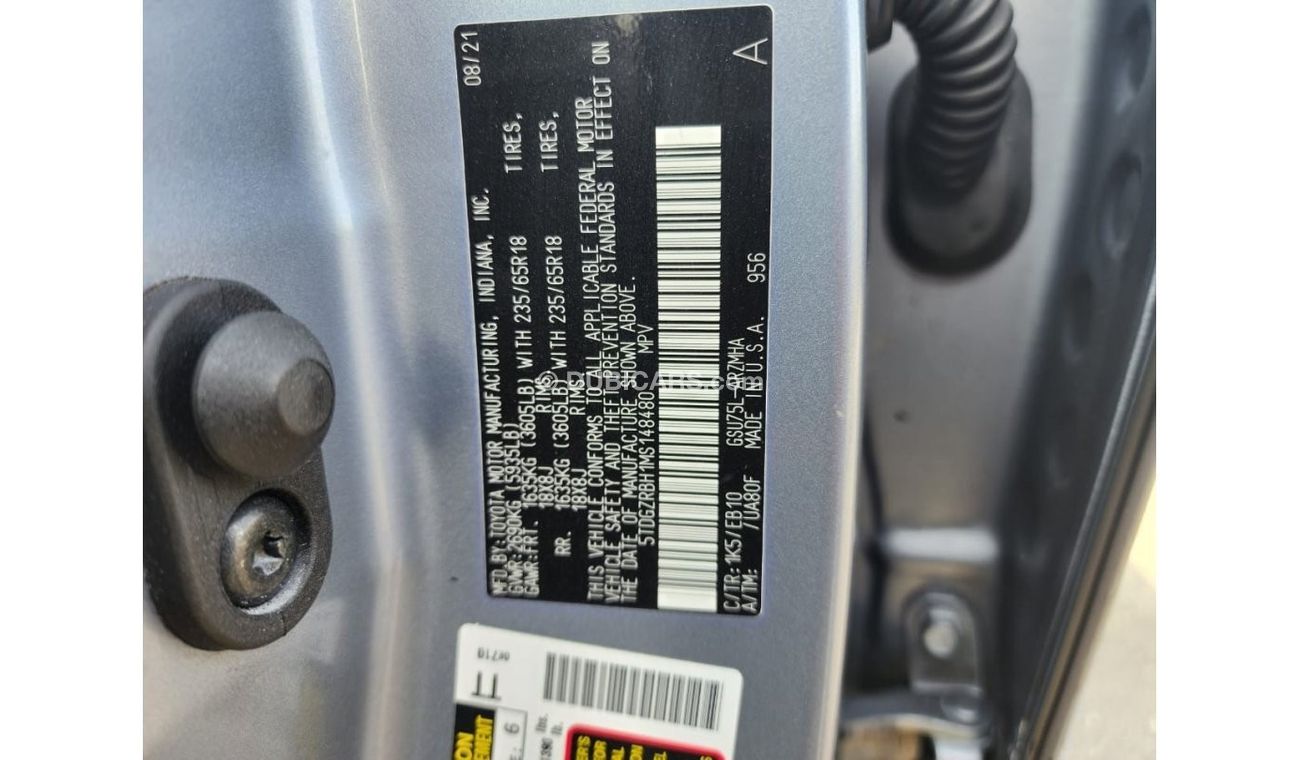 MFD.BY:TOYOTA MOTOR MANUFACTURING, INDIANA, INC. 08/21
GVWR:2690KG (5935LB)
GAWR:FRT. 1635KG (3605LB) WITH 235/65R18 TIRES,
18X8J RIMS
RR. 1635KG (3605LB) WITH 235/65R18 TIRES,
18X8J RIMS
THIS VEHICLE CONFORMS TO ALL APPLICABLE FEDERAL MOTOR
VEHICLE SAFETY AND THEFT PREVENTION STANDARDS IN EFFECT ON
THE DATE OF MANUFACTURE SHOWN ABOVE.
5TDGZRBH1MS148480 MPV
C/TR:1K5/EB10 GSU75L-ARZMHA A
A/TM: /UA80F MADE IN U.S.A. 956
© DUBICARS.com
6
1390 lb.